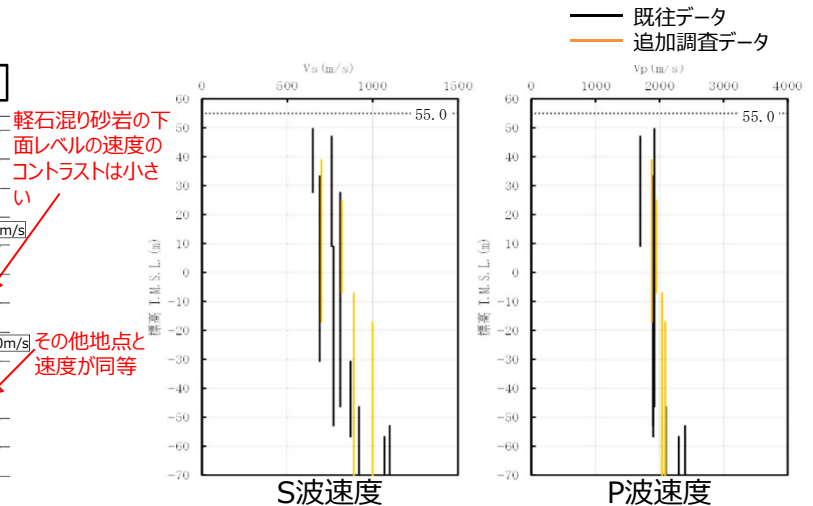 既往データ
追加調査データ
軽石混り砂岩の下
面レベルの速度の
コントラストは小さ
い
m/s
0m/s
その他地点と
速度が同等
Vs(m/s)
0 500 1000 1500
60
50
40
30
20
10
0
-10
-20
-30
-40
-50
-60
-70
標高 T.M.S.L.(m)
55.0
S波速度
Vp(m/s)
0 1000 2000 3000 4000
60
50
40
30
20
10
0
-10
-20
-30
-40
-50
-60
-70
標高 T.M.S.L.(m)
55.0
P波速度